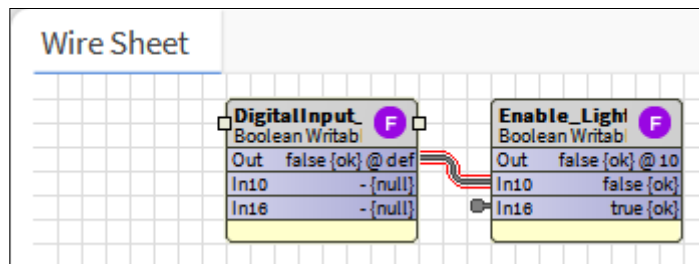 Wire Sheet
DigitalInput_ F
Boolean Writabl
Out false {ok} @ def
In10 - {null}
In16 - {null}
Enable_Light F
Boolean Writabl
Out false {ok} @ 10
In10 false {ok}
In16 true {ok}